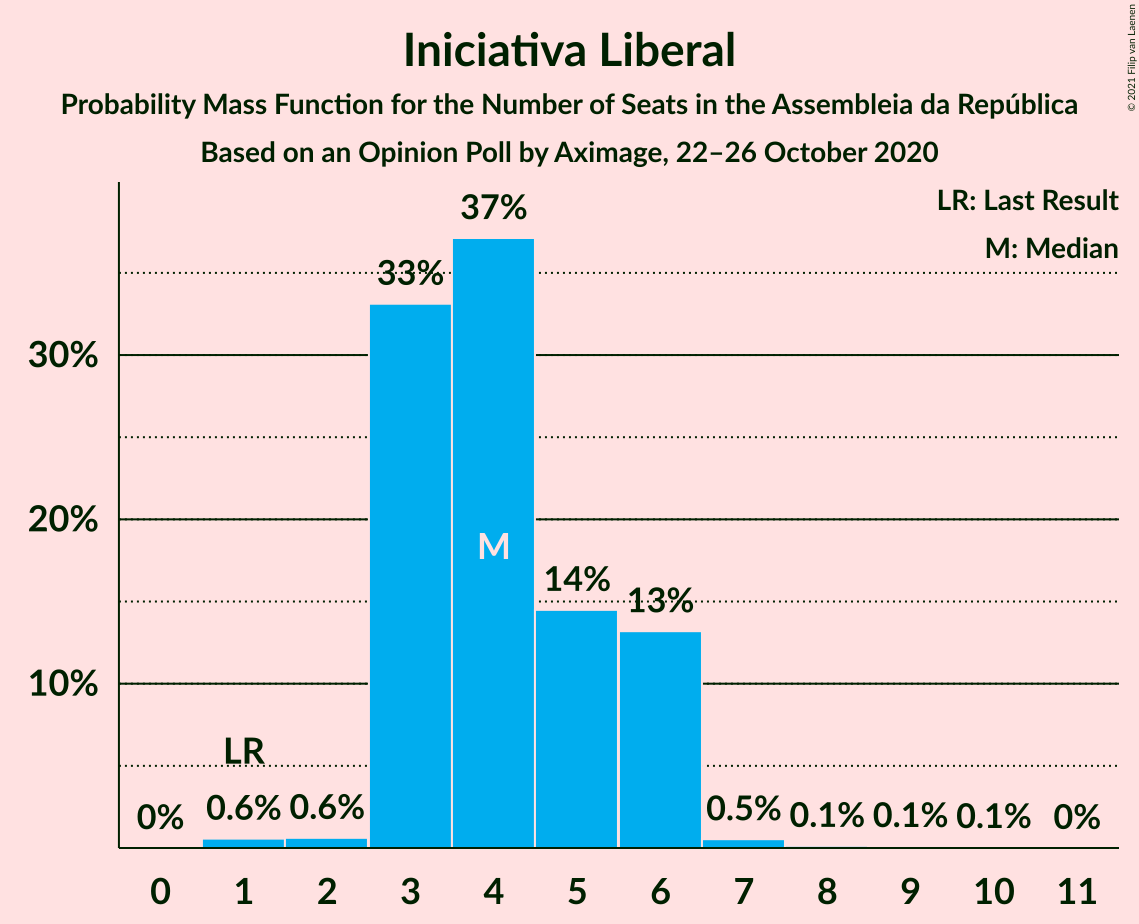 Iniciativa Liberal
Probability Mass Function for the Number of Seats in the Assembleia da República
Based on an Opinion Poll by Aximage, 22–26 October 2020
© 2021 Filip van Laenen
LR: Last Result
M: Median
37%
33%
30%
20%
M
14%
13%
10%
LR
0%
0.6%
0.6%
0.5%
0.1%
0.1%
0.1%
0%
0 1 2 3 4 5 6 7 8 9 10 11